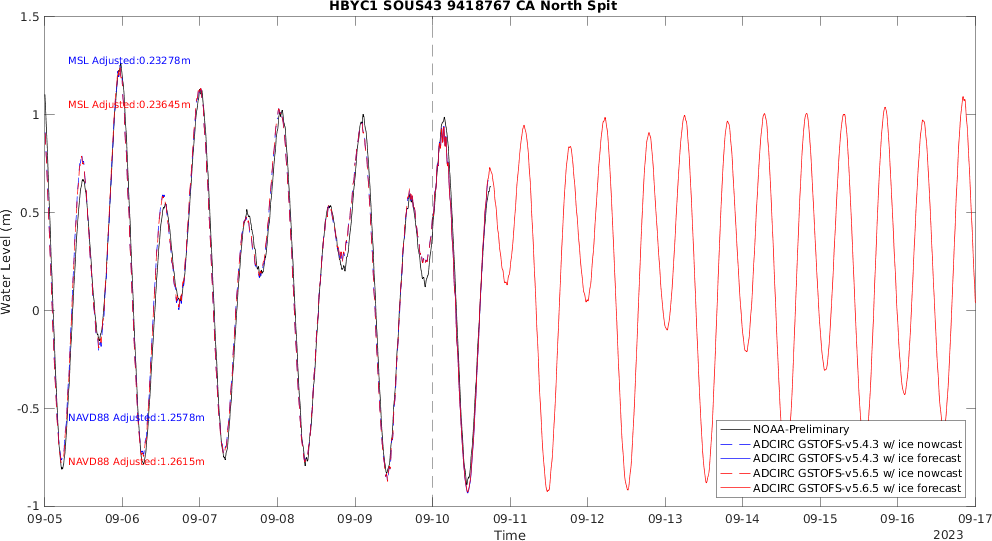 HBYC1 SOUS43 9418767 CA North Spit
1.5
1
0.5
0
-0.5
-1
Water Level (m)
MSL Adjusted:0.23278m
MSL Adjusted:0.23645m
NAVD88 Adjusted:1.2578m
NAVD88 Adjusted:1.2615m
NOAA-Preliminary
ADCIRC GSTOFS-v5.4.3 w/ ice nowcast
ADCIRC GSTOFS-v5.4.3 w/ ice forecast
ADCIRC GSTOFS-v5.6.5 w/ ice nowcast
ADCIRC GSTOFS-v5.6.5 w/ ice forecast
09-05 09-06 09-07 09-08 09-09 09-10 09-11 09-12 09-13 09-14 09-15 09-16 09-17
Time
2023